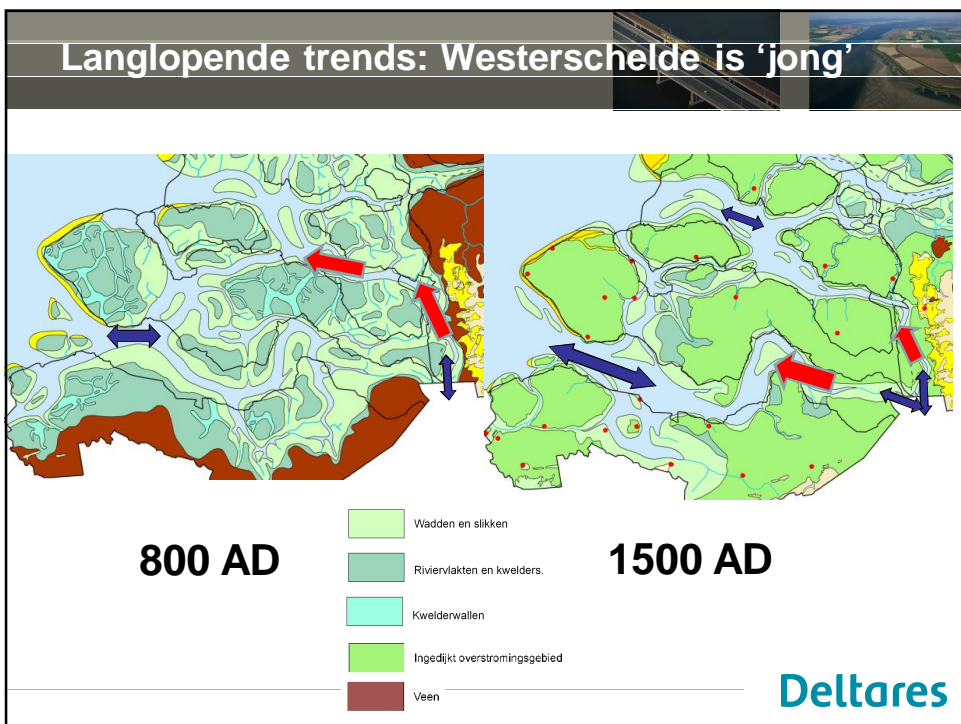 Langlopende trends: Westerschelde is ‘jong’
800 AD
1500 AD
Wadden en slikken
Riviervlakten en kwelders.
Kwelderwallen
Ingedijkt overstromingsgebied
Veen
Deltares